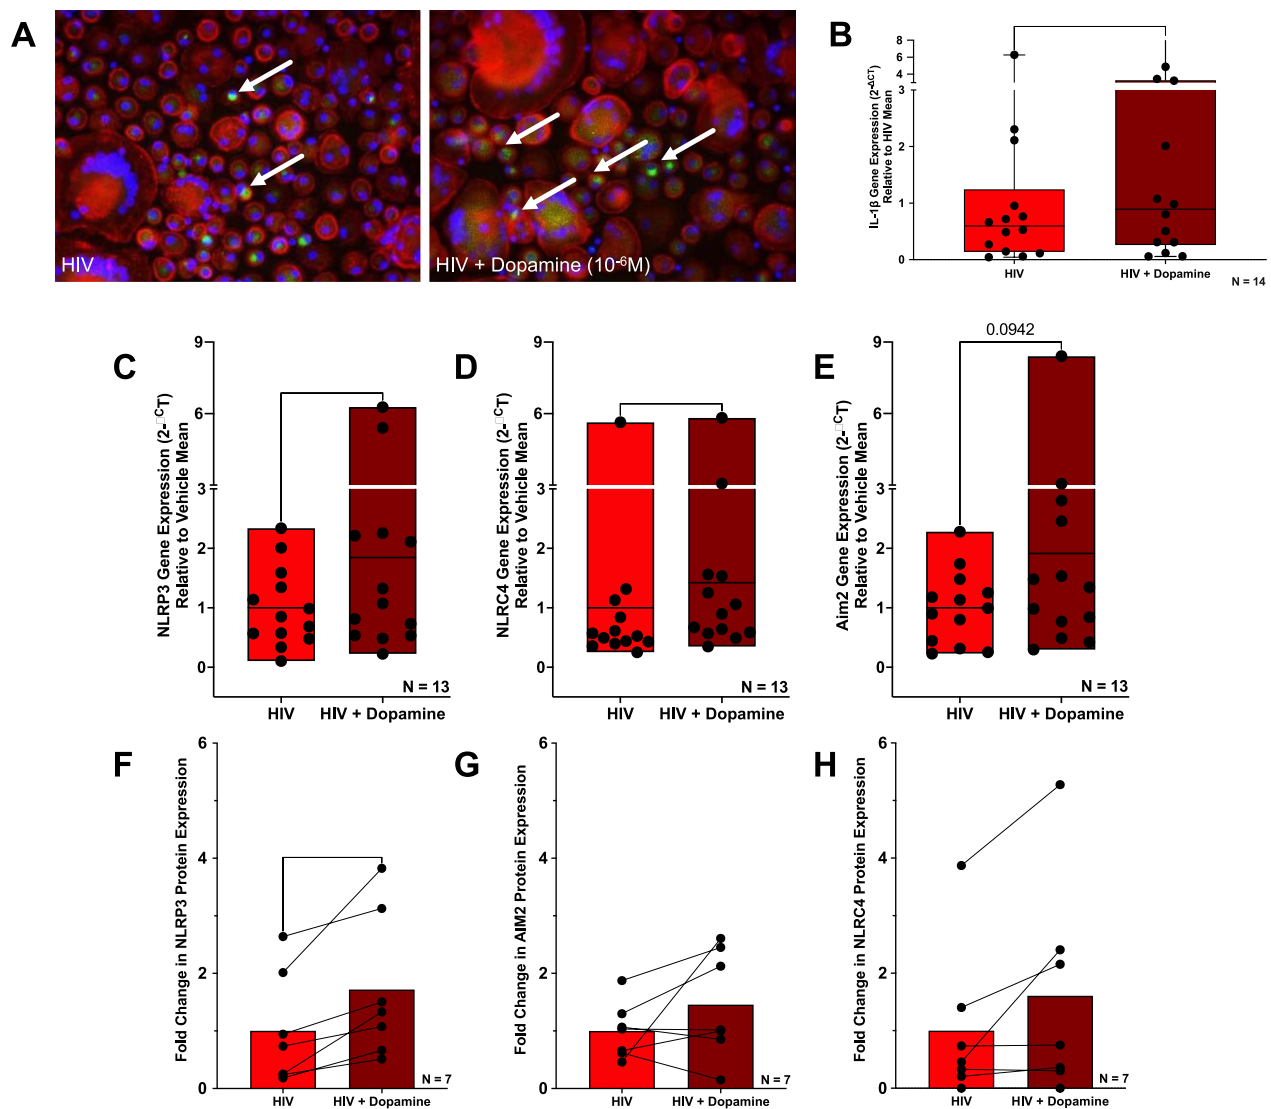 A
HIV
HIV + Dopamine (10⁻⁶M)
B
IL-1β Gene Expression (2^-ΔCT)
Relative to HIV Mean
8
6
4
3
2
1
0
HIV
HIV + Dopamine
N = 14
C
NLRP3 Gene Expression (2-□CT)
Relative to Vehicle Mean
9
6
3
2
1
0
N = 13
HIV
HIV + Dopamine
D
NLRC4 Gene Expression (2-□CT)
Relative to Vehicle Mean
9
6
3
2
1
0
N = 13
HIV
HIV + Dopamine
E
Aim2 Gene Expression (2-□CT)
Relative to Vehicle Mean
0.0942
9
6
3
2
1
0
N = 13
HIV
HIV + Dopamine
F
Fold Change in NLRP3 Protein Expression
6
4
2
0
N = 7
HIV
HIV + Dopamine
G
Fold Change in AIM2 Protein Expression
6
4
2
0
N = 7
HIV
HIV + Dopamine
H
Fold Change in NLRC4 Protein Expression
6
4
2
0
N = 7
HIV
HIV + Dopamine